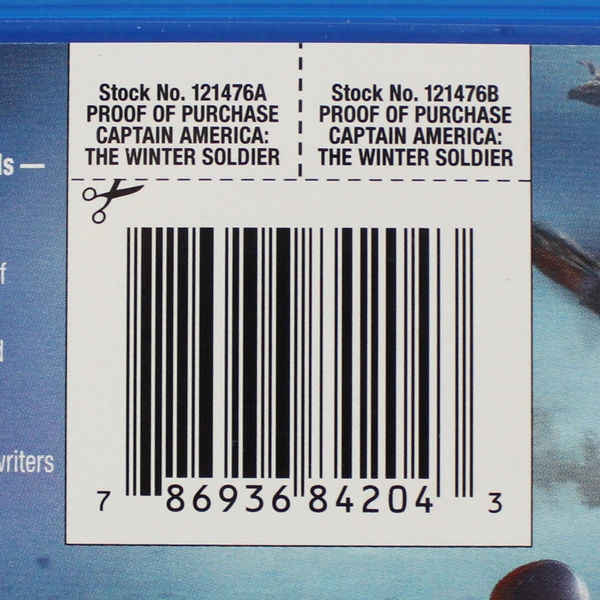 Stock No. 121476A
PROOF OF PURCHASE
CAPTAIN AMERICA:
THE WINTER SOLDIER
Stock No. 121476B
PROOF OF PURCHASE
CAPTAIN AMERICA:
THE WINTER SOLDIER
7 86936 84204 3
writers